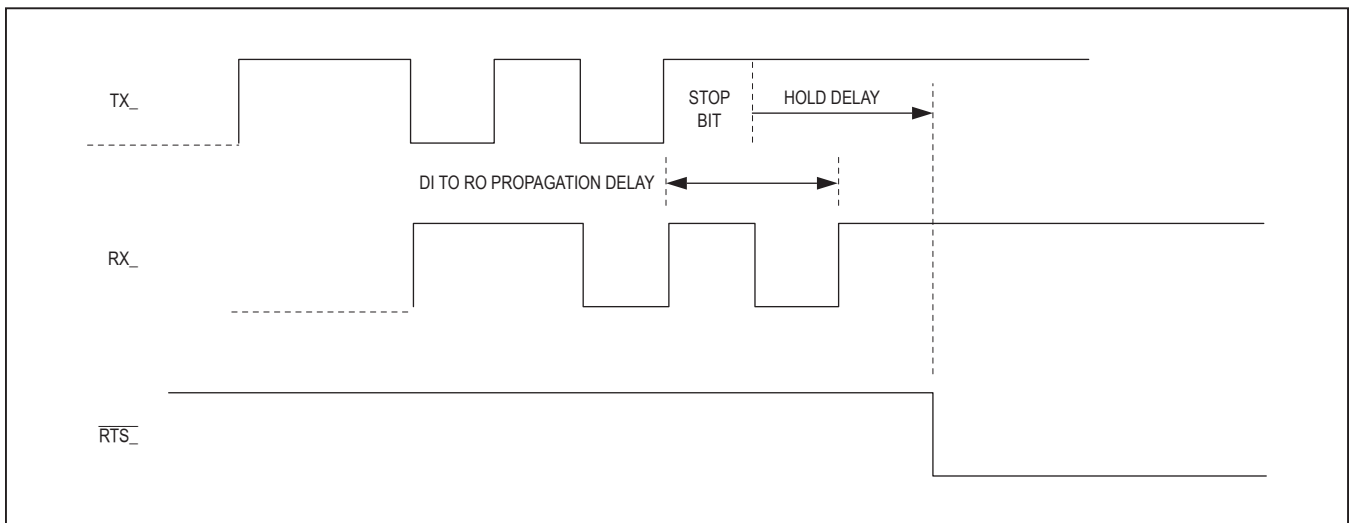 TX_
STOP
BIT
HOLD DELAY
DI TO RO PROPAGATION DELAY
RX_
RTS_